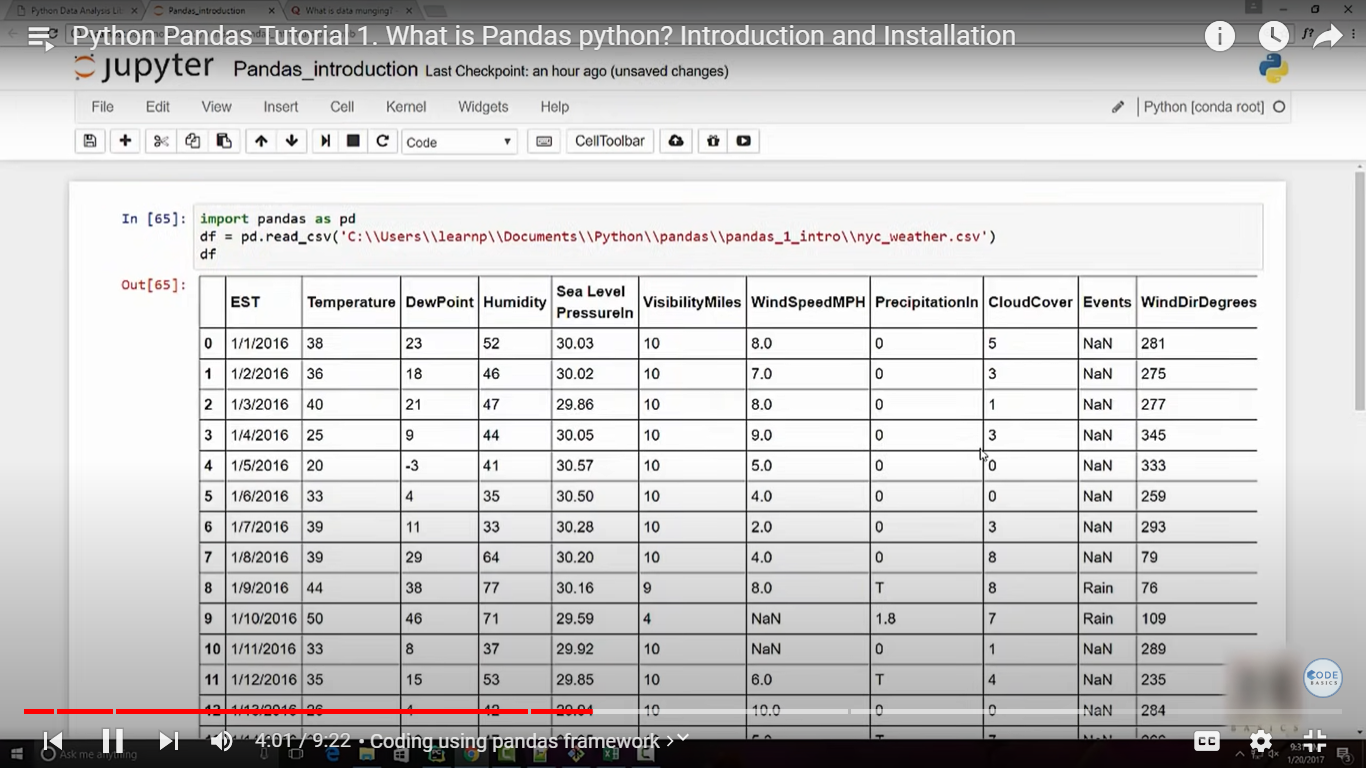 Python Data Analysis Li
Pandas_introduction
What is data munging?
Python Pandas Tutorial 1. What is Pandas python? Introduction and Installation
jupyter Pandas_introduction Last Checkpoint: an hour ago (unsaved changes)
File Edit View Insert Cell Kernel Widgets Help Python [conda root]
Code CellToolbar
In [65]: import pandas as pd
df = pd.read_csv('C:\\Users\\learnp\\Documents\\Python\\pandas\\pandas_1_intro\\nyc_weather.csv')
df
Out[65]:
EST Temperature DewPoint Humidity Sea Level PressureIn VisibilityMiles WindSpeedMPH PrecipitationIn CloudCover Events WindDirDegrees
0 1/1/2016 38 23 52 30.03 10 8.0 0 5 NaN 281
1 1/2/2016 36 18 46 30.02 10 7.0 0 3 NaN 275
2 1/3/2016 40 21 47 29.86 10 8.0 0 1 NaN 277
3 1/4/2016 25 9 44 30.05 10 9.0 0 3 NaN 345
4 1/5/2016 20 -3 41 30.57 10 5.0 0 0 NaN 333
5 1/6/2016 33 4 35 30.50 10 4.0 0 0 NaN 259
6 1/7/2016 39 11 33 30.28 10 2.0 0 3 NaN 293
7 1/8/2016 39 29 64 30.20 10 4.0 0 8 NaN 79
8 1/9/2016 44 38 77 30.16 9 8.0 T 8 Rain 76
9 1/10/2016 50 46 71 29.59 4 NaN 1.8 7 Rain 109
10 1/11/2016 33 8 37 29.92 10 NaN 0 1 NaN 289
11 1/12/2016 35 15 53 29.85 10 6.0 T 4 NaN 235
12 1/13/2016 26 4 42 29.94 10 10.0 0 0 NaN 284
CODE BASICS
4:01 / 9:22 • Coding using pandas framework
CC
Ask me anything
1/20/2017